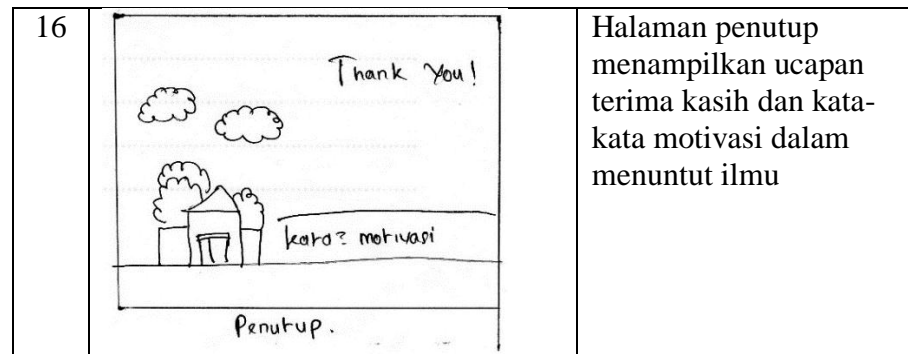 16
Thank You!
kata2 motivasi
Penutup.
Halaman penutup
menampilkan ucapan
terima kasih dan kata-
kata motivasi dalam
menuntut ilmu